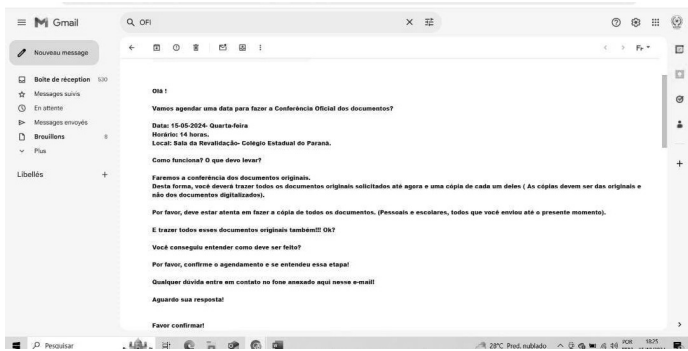 Gmail
OFI
Nouveau message
Boîte de réception 530
Messages suivis
En attente
Messages envoyés
Brouillons 8
Plus
Libellés
Olá !
Vamos agendar uma data para fazer a Conferência Oficial dos documentos?
Data: 15-05-2024- Quarta-feira
Horário: 14 horas.
Local: Sala da Revalidação- Colégio Estadual do Paraná.
Como funciona? O que devo levar?
Faremos a conferência dos documentos originais.
Desta forma, você deverá trazer todos os documentos originais solicitados até agora e uma cópia de cada um deles ( As cópias devem ser das originais e
não dos documentos digitalizados).
Por favor, deve estar atenta em fazer a cópia de todos os documentos. (Pessoais e escolares, todos que você enviou até o presente momento).
E trazer todos esses documentos originais também!!! Ok?
Você conseguiu entender como deve ser feito?
Por favor, confirme o agendamento e se entendeu essa etapa!
Qualquer dúvida entre em contato no fone anexado aqui nesse e-mail!
Aguardo sua resposta!
Favor confirmar!
Pesquisar
28°C Pred. nublado
POR
18:25